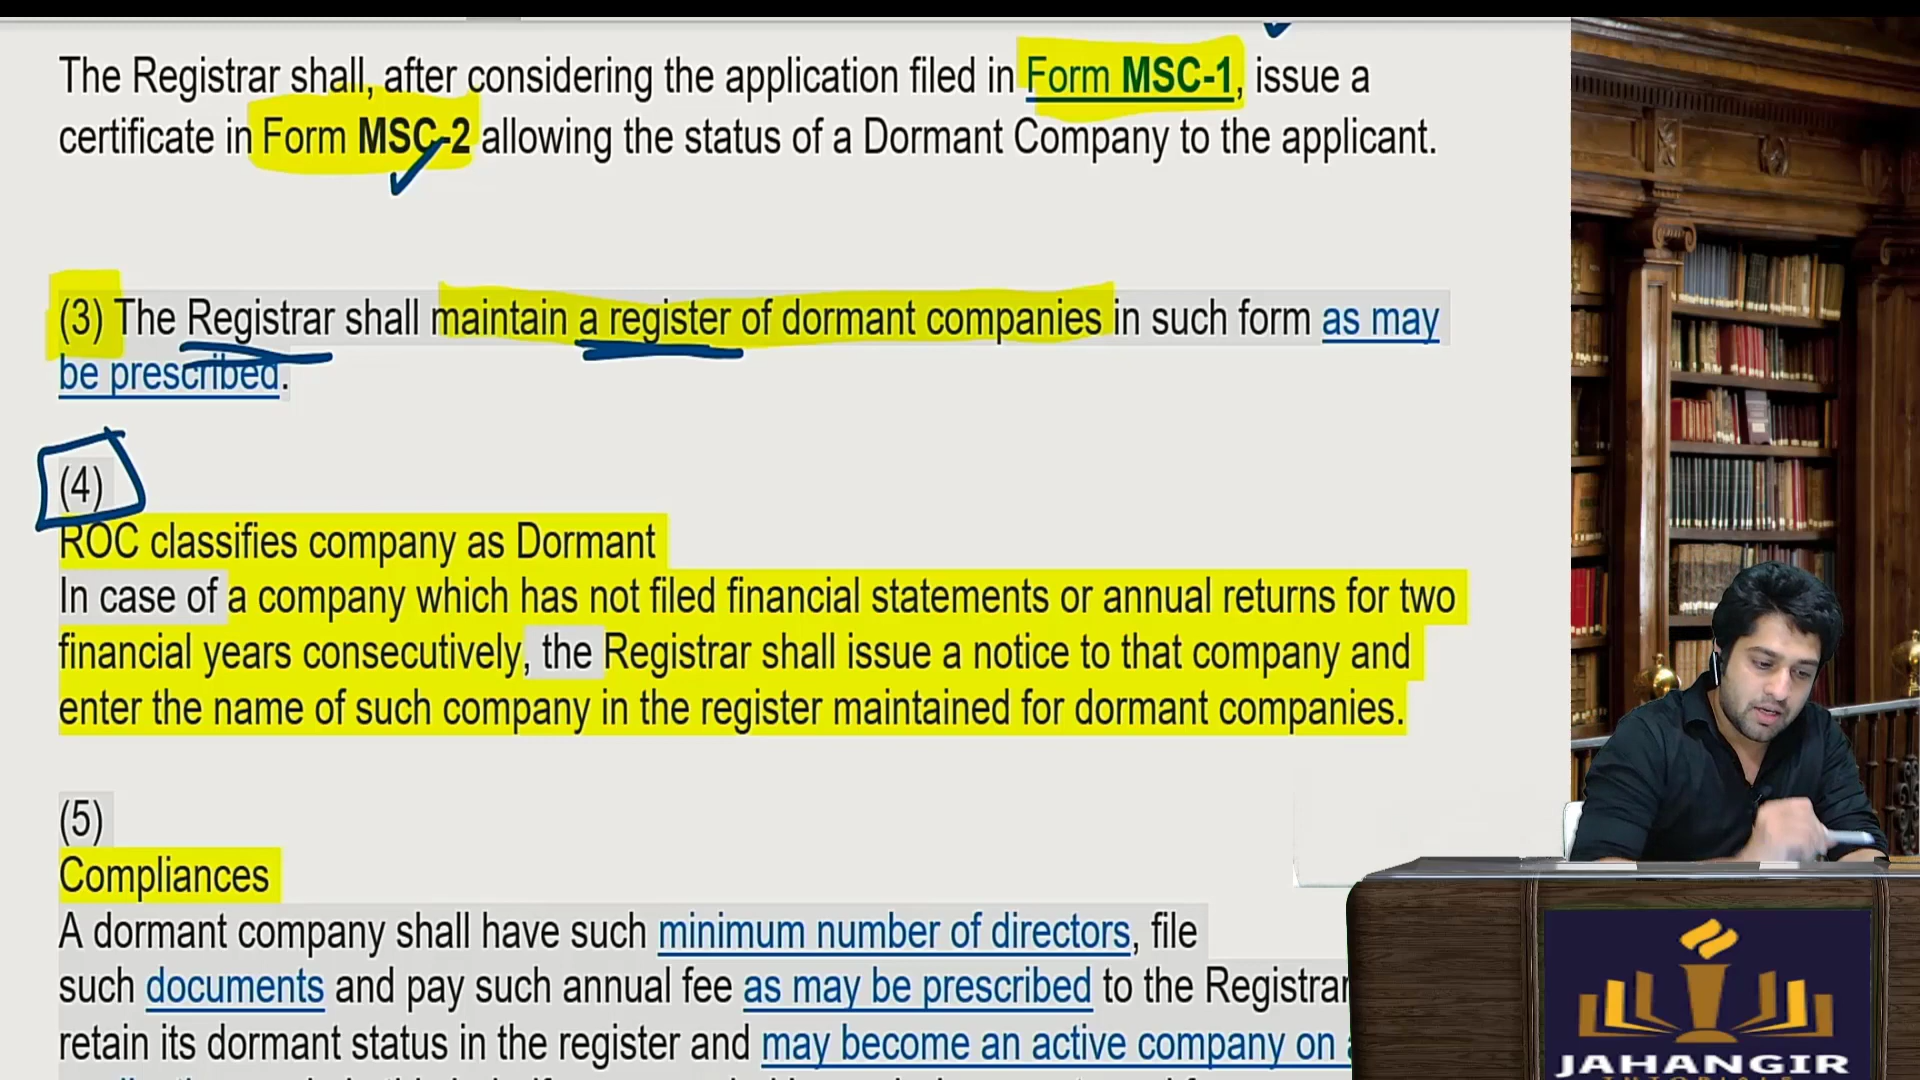 The Registrar shall, after considering the application filed in Form MSC-1, issue a
certificate in Form MSC-2 allowing the status of a Dormant Company to the applicant.
(3) The Registrar shall maintain a register of dormant companies in such form as may
be prescribed.
(4)
ROC classifies company as Dormant
In case of a company which has not filed financial statements or annual returns for two
financial years consecutively, the Registrar shall issue a notice to that company and
enter the name of such company in the register maintained for dormant companies.
(5)
Compliances
A dormant company shall have such minimum number of directors, file
such documents and pay such annual fee as may be prescribed to the Registrar
retain its dormant status in the register and may become an active company on
JAHANGIR